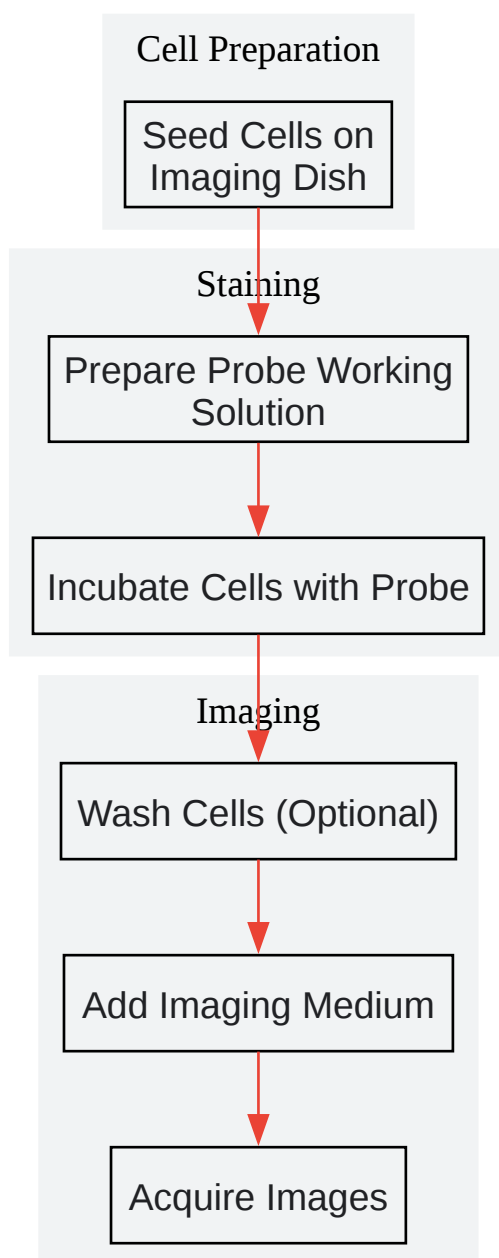 Cell Preparation
Seed Cells on
Imaging Dish
Staining
Prepare Probe Working
Solution
Incubate Cells with Probe
Imaging
Wash Cells (Optional)
Add Imaging Medium
Acquire Images